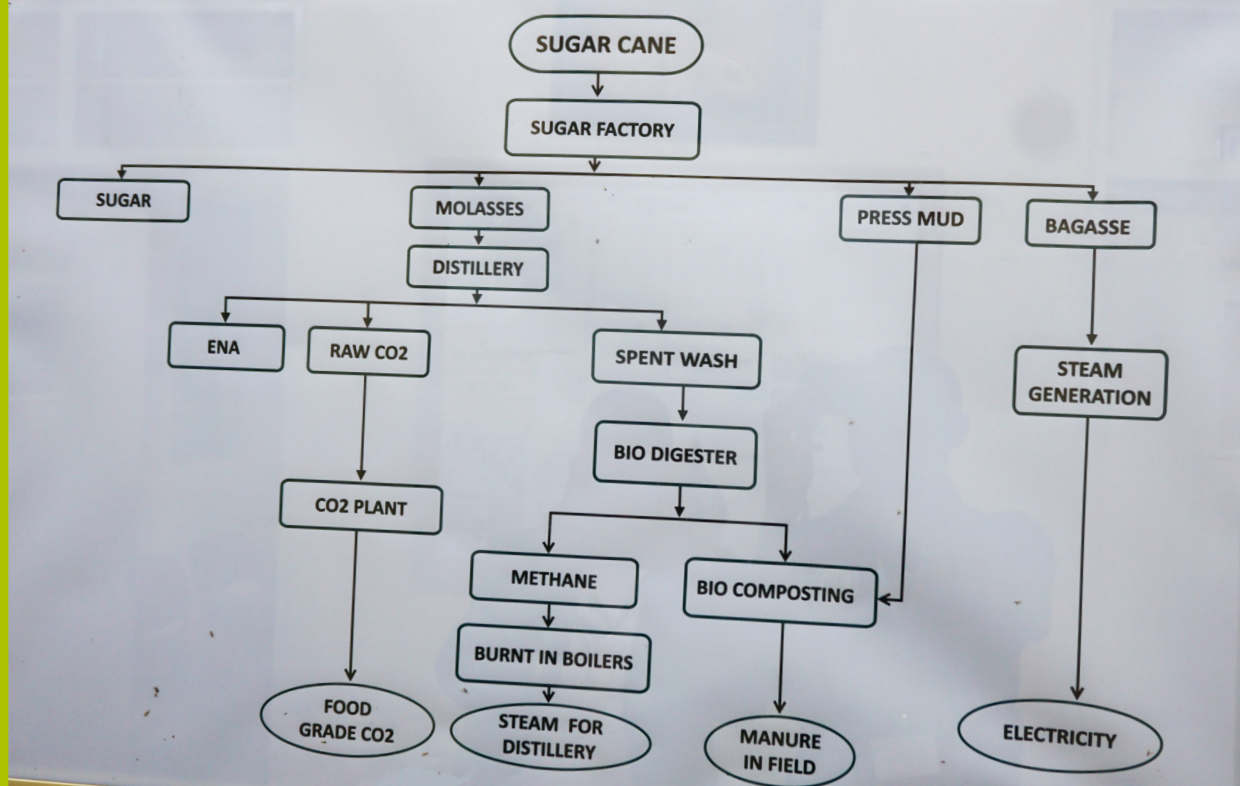 SUGAR CANE
SUGAR FACTORY
SUGAR
MOLASSES
PRESS MUD
BAGASSE
DISTILLERY
ENA
RAW CO2
SPENT WASH
STEAM
GENERATION
BIO DIGESTER
CO2 PLANT
METHANE
BIO COMPOSTING
BURNT IN BOILERS
FOOD
GRADE CO2
STEAM FOR
DISTILLERY
MANURE
IN FIELD
ELECTRICITY